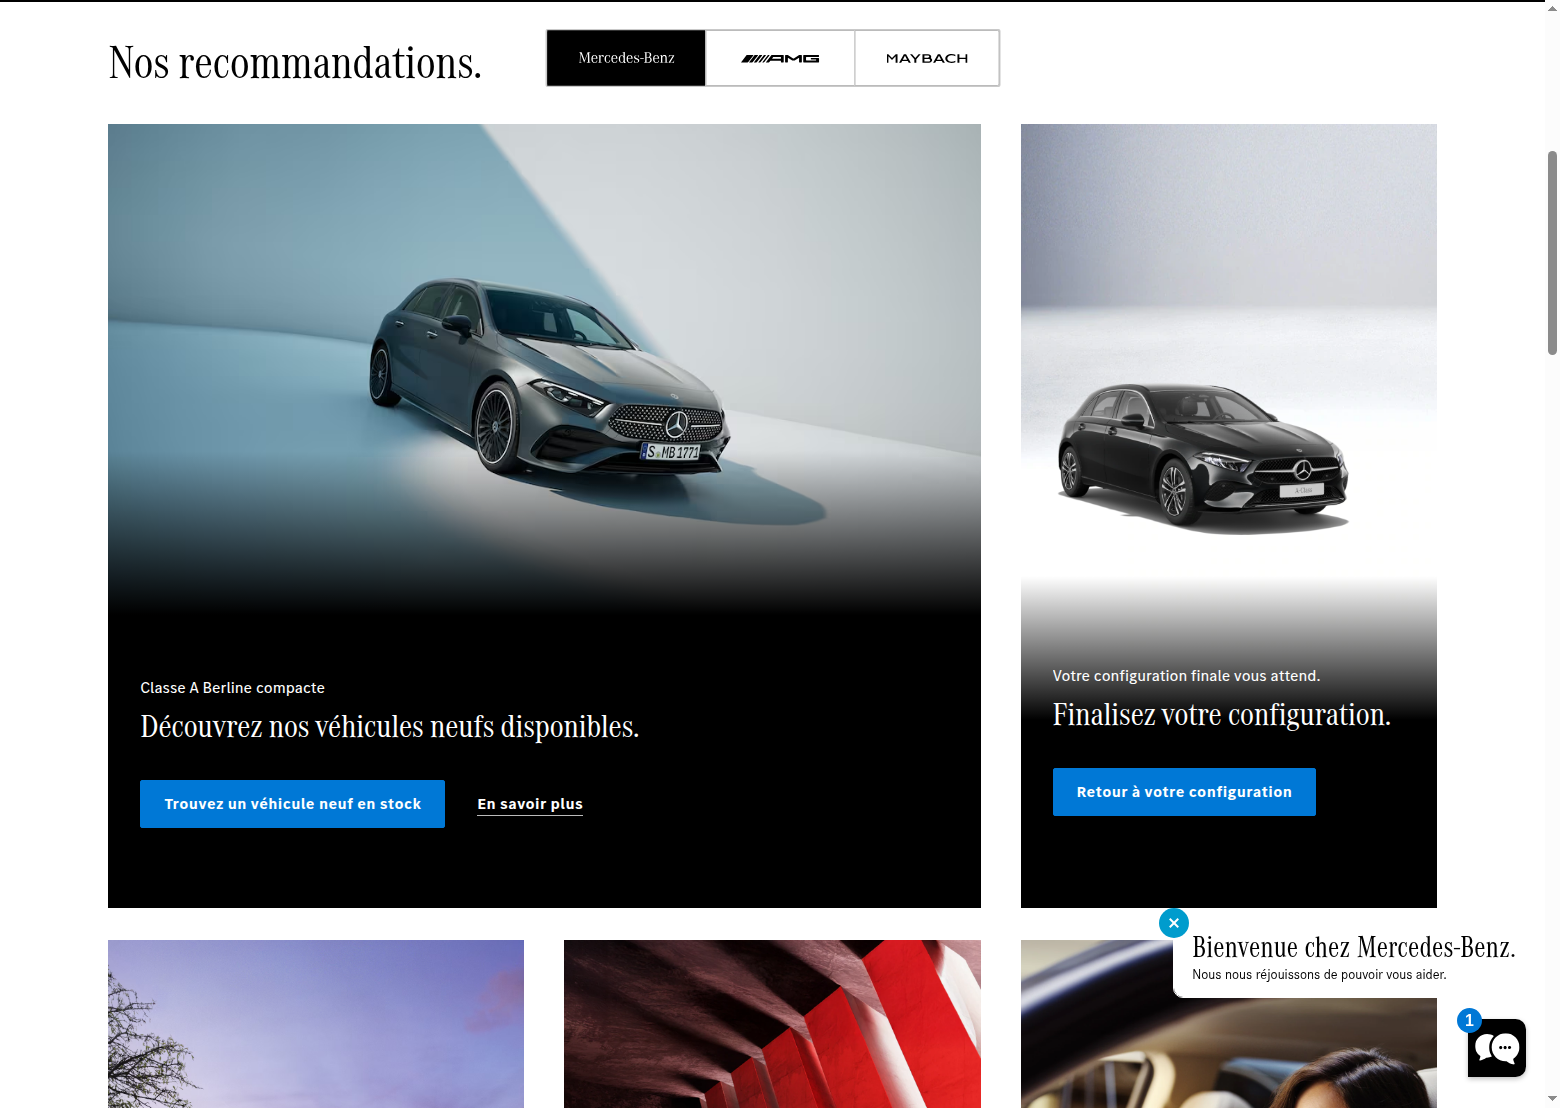 Nos recommandations.
Mercedes-Benz
AMG
MAYBACH
S MB 1771
A-Class
Classe A Berline compacte
Découvrez nos véhicules neufs disponibles.
Trouvez un véhicule neuf en stock
En savoir plus
Votre configuration finale vous attend.
Finalisez votre configuration.
Retour à votre configuration
Bienvenue chez Mercedes-Benz.
Nous nous réjouissons de pouvoir vous aider.
1